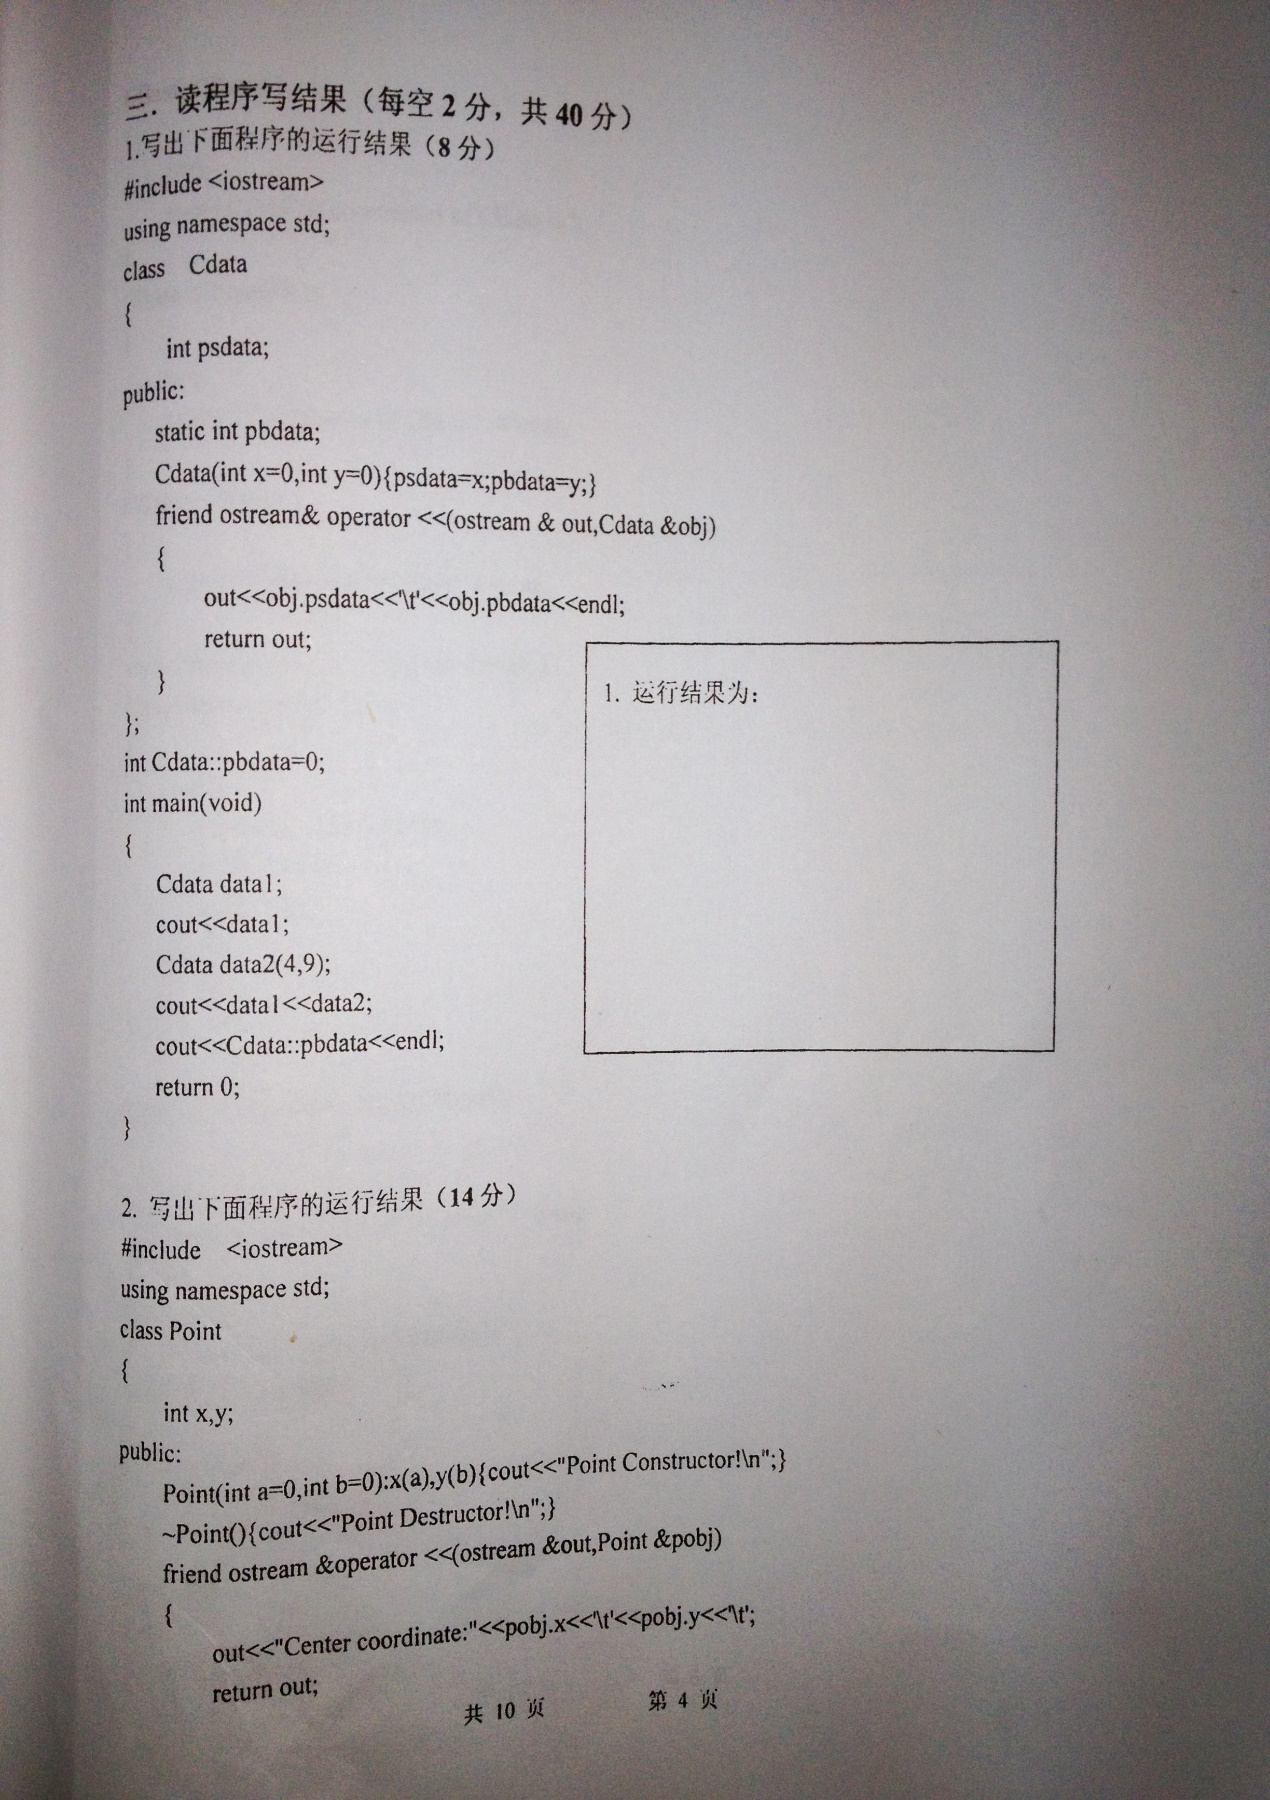 三. 读程序写结果（每空 2 分，共 40 分）
1.写出下面程序的运行结果（8 分）
#include <iostream>
using namespace std;
class Cdata
{
int psdata;
public:
static int pbdata;
Cdata(int x=0,int y=0){psdata=x;pbdata=y;}
friend ostream& operator <<(ostream & out,Cdata &obj)
{
out<<obj.psdata<<'\t'<<obj.pbdata<<endl;
return out;
}
};
int Cdata::pbdata=0;
int main(void)
{
Cdata data1;
cout<<data1;
Cdata data2(4,9);
cout<<data1<<data2;
cout<<Cdata::pbdata<<endl;
return 0;
}
1. 运行结果为:
2. 写出下面程序的运行结果（14 分）
#include <iostream>
using namespace std;
class Point
{
int x,y;
public:
Point(int a=0,int b=0):x(a),y(b){cout<<"Point Constructor!\n";}
~Point(){cout<<"Point Destructor!\n";}
friend ostream &operator <<(ostream &out,Point &pobj)
{
out<<"Center coordinate:"<<pobj.x<<'\t'<<pobj.y<<'\t';
return out;
共 10 页 第 4 页